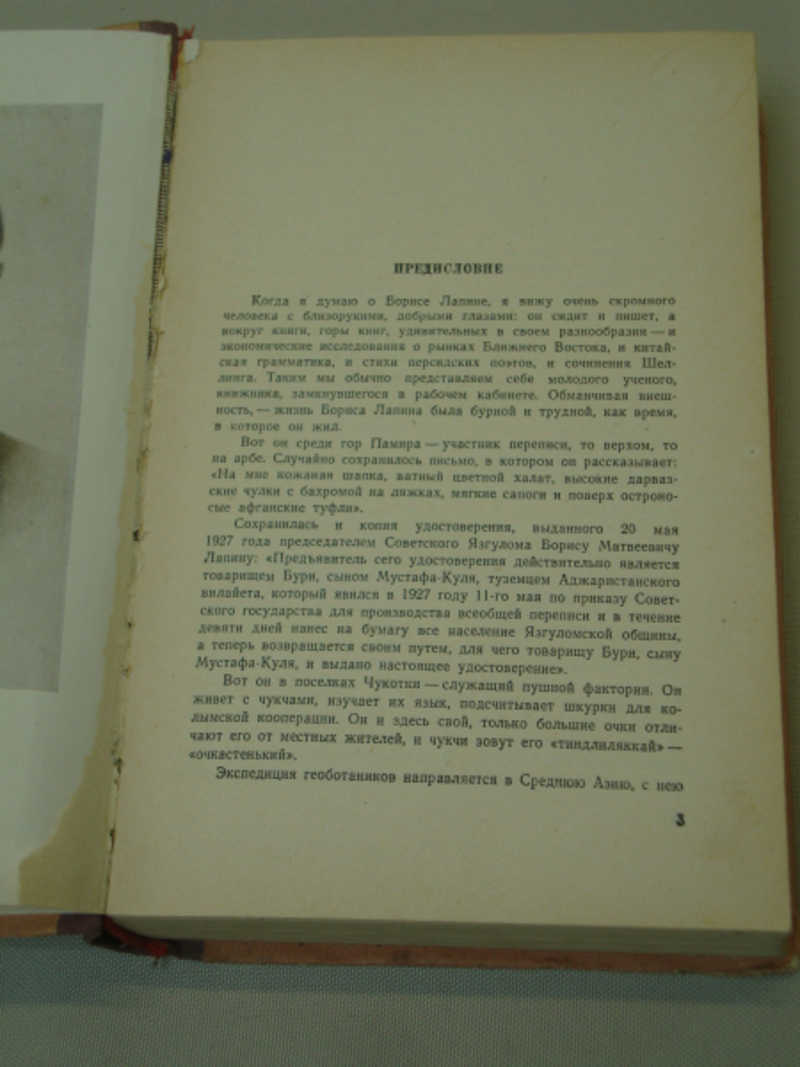 ПРЕДИСЛОВИЕ
Когда я думаю о Борисе Лапине, я вижу очень скромного
человека с близорукими, добрыми глазами: он сидит и пишет, а
вокруг книги, горы книг, удивительных в своем разнообразии — и
экономические исследования о рынках Ближнего Востока, и китай-
ская грамматика, и стихи персидских поэтов, и сочинения Шел-
линга. Таким мы обычно представляем себе молодого ученого,
книжника, замкнувшегося в рабочем кабинете. Обманчивая внеш-
ность, — жизнь Бориса Лапина была бурной и трудной, как время,
в которое он жил.
Вот он среди гор Памира — участник переписи, то верхом, то
на арбе. Случайно сохранилось письмо, в котором он рассказывает:
«На мне кожаная шапка, ватный цветной халат, высокие дарваз-
ские чулки с бахромой на ляжках, мягкие сапоги и поверх остроно-
сые афганские туфли».
Сохранилась и копия удостоверения, выданного 20 мая
1927 года председателем Советского Язгулома Борису Матвеевичу
Лапину: «Предъявитель сего удостоверения действительно является
товарищем Бури, сыном Мустафа-Куля, туземцем Аджаристанского
вилайета, который явился в 1927 году 11-го мая по приказу Совет-
ского государства для производства всеобщей переписи и в течение
девяти дней нанес на бумагу все население Язгуломской общины,
а теперь возвращается своим путем, для чего товарищу Бури, сыну
Мустафа-Куля, и выдано настоящее удостоверение».
Вот он в поселках Чукотки — служащий пушной фактории. Он
живет с чукчами, изучает их язык, подсчитывает шкурки для ко-
лымской кооперации. Он и здесь свой, только большие очки отли-
чают его от местных жителей, и чукчи зовут его «тиндлиляккай» —
«очкастенький».
Экспедиция геоботаников направляется в Среднюю Азию, с нею
3